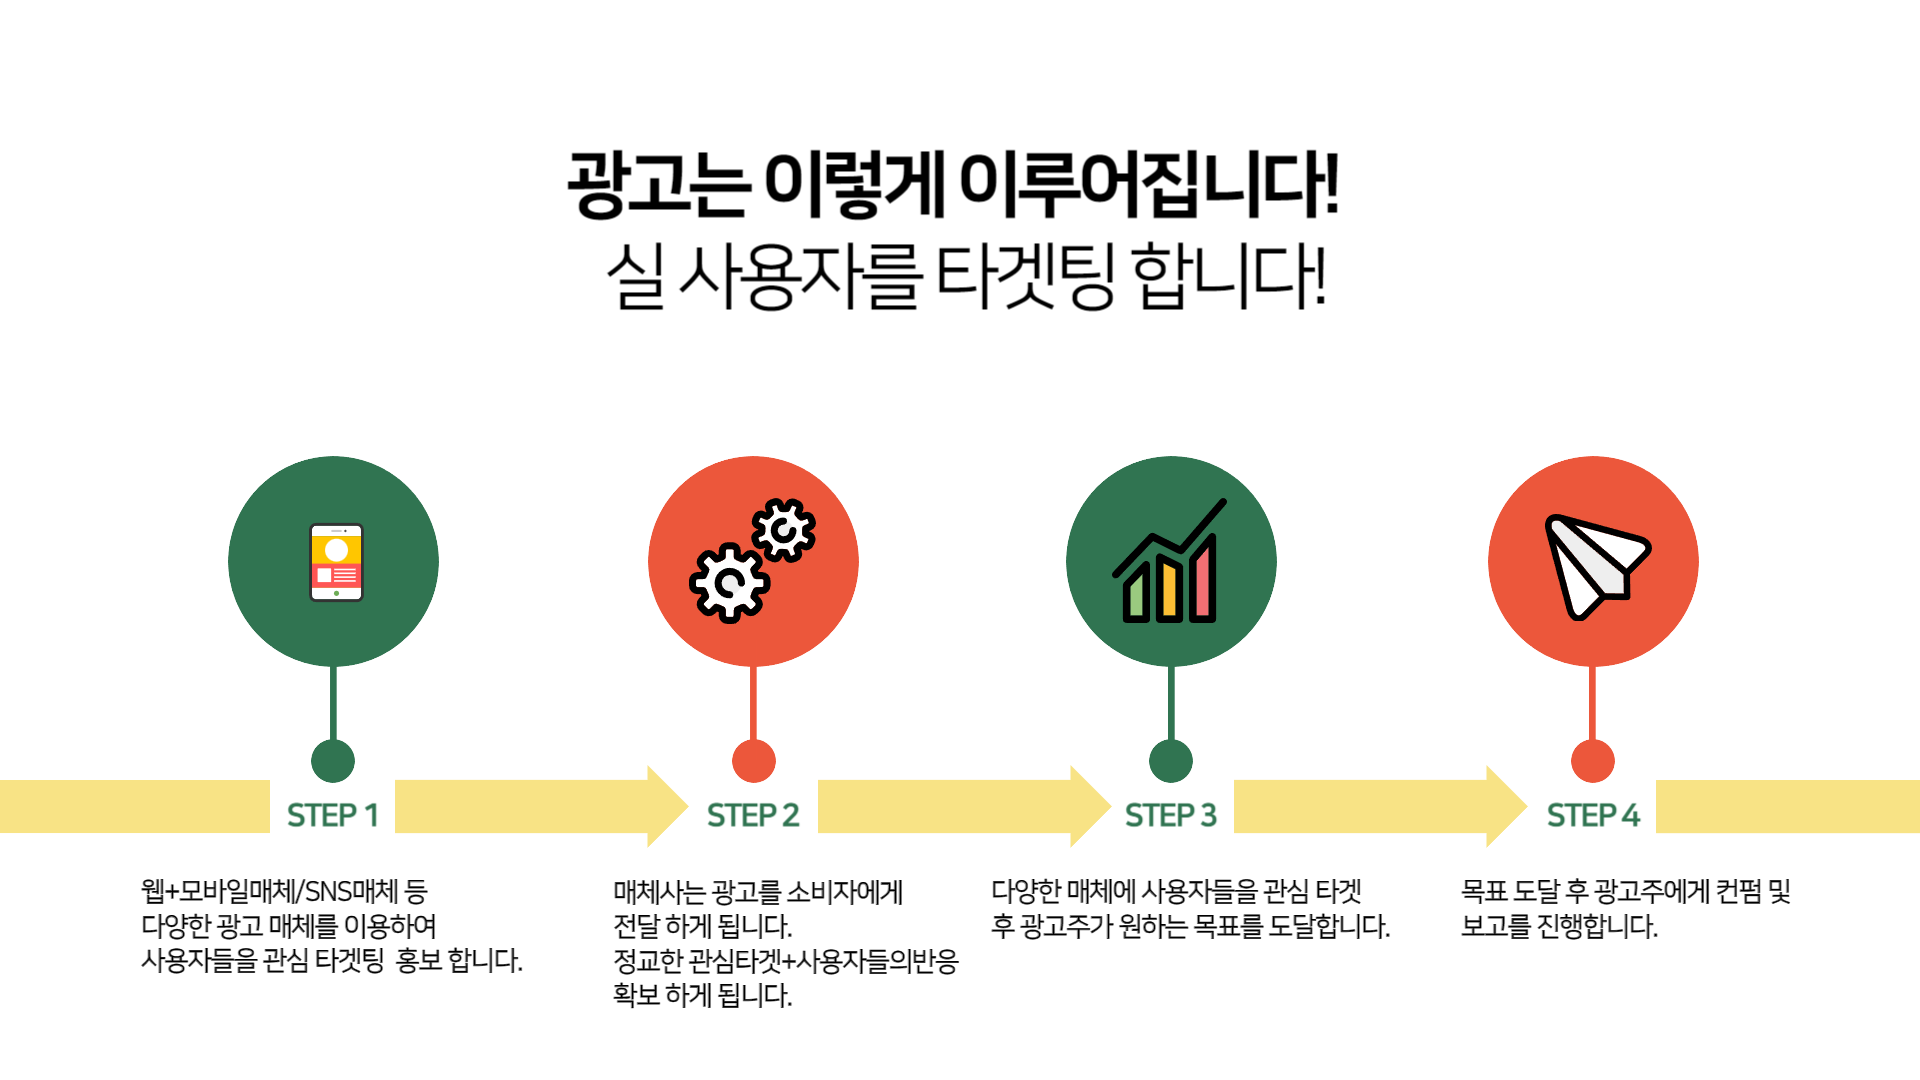 광고는 이렇게 이루어집니다!
실 사용자를 타겟팅 합니다!
STEP 1
웹+모바일매체/SNS매체 등
다양한 광고 매체를 이용하여
사용자들을 관심 타겟팅 홍보 합니다.
STEP 2
매체사는 광고를 소비자에게
전달 하게 됩니다.
정교한 관심타겟+사용자들의반응
확보 하게 됩니다.
STEP 3
다양한 매체에 사용자들을 관심 타겟
후 광고주가 원하는 목표를 도달합니다.
STEP 4
목표 도달 후 광고주에게 컨펌 및
보고를 진행합니다.